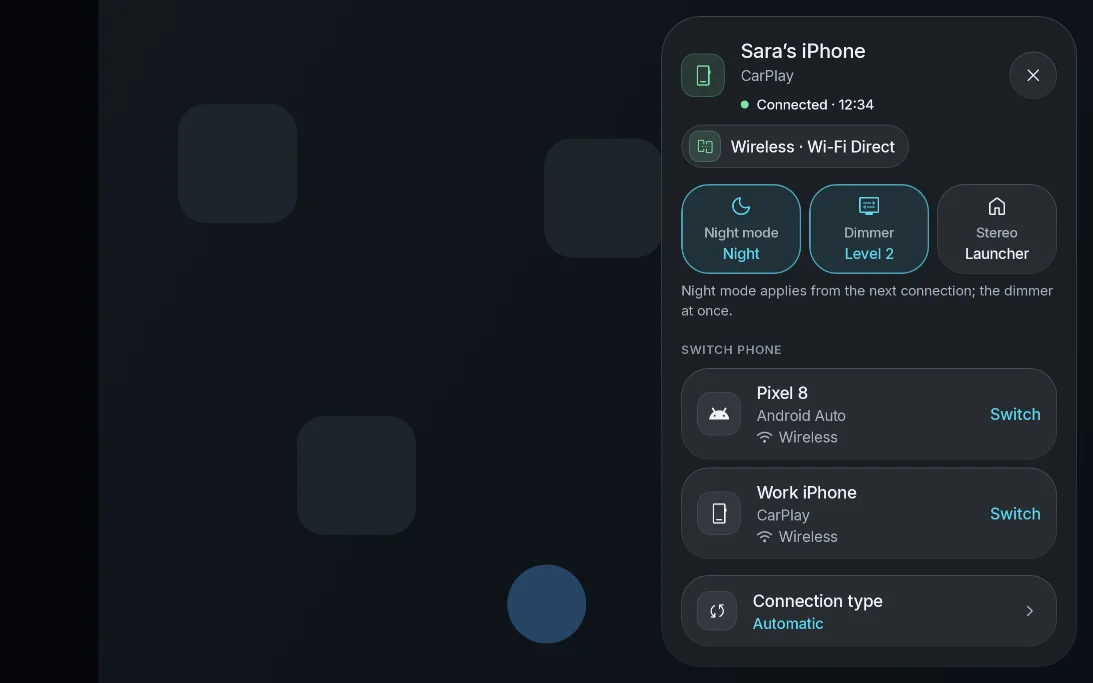 Sara’s iPhone
CarPlay
Connected · 12:34
Wireless · Wi-Fi Direct
Night mode
Night
Dimmer
Level 2
Stereo
Launcher
Night mode applies from the next connection; the dimmer
at once.
SWITCH PHONE
Pixel 8
Android Auto
Wireless
Switch
Work iPhone
CarPlay
Wireless
Switch
Connection type
Automatic